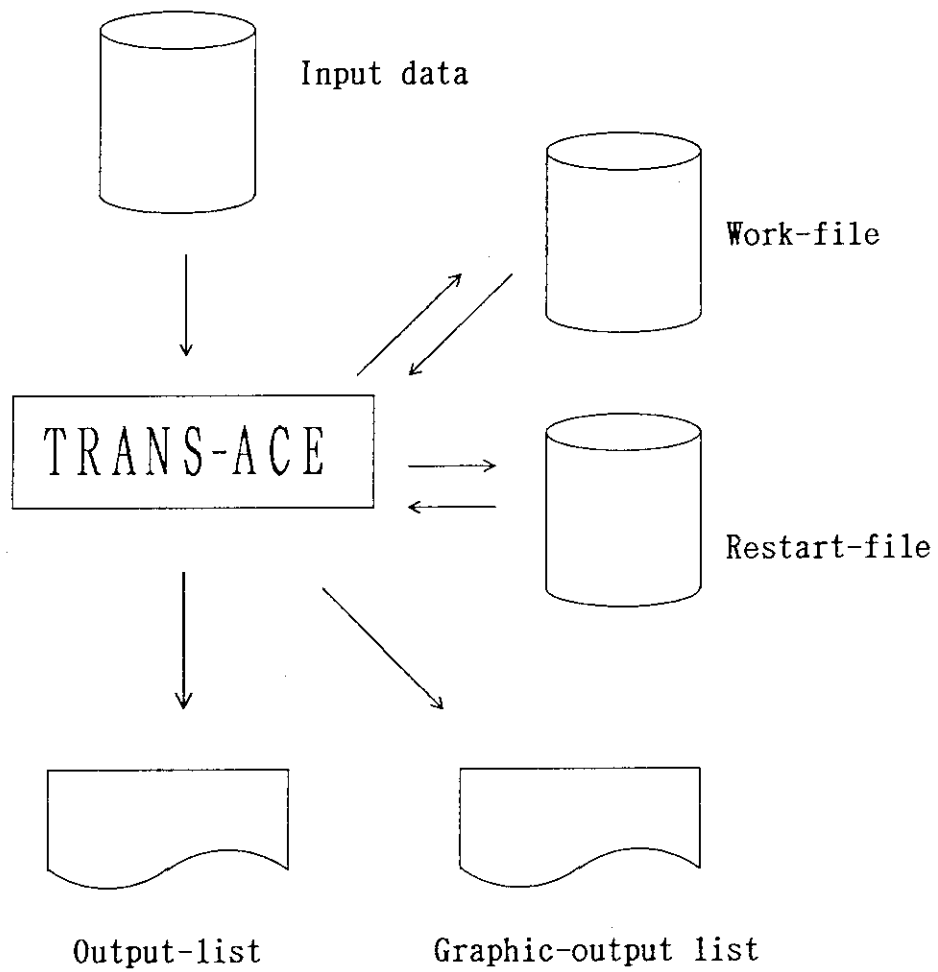 Input data
Work-file
TRANS-ACE
Restart-file
Output-list
Graphic-output list